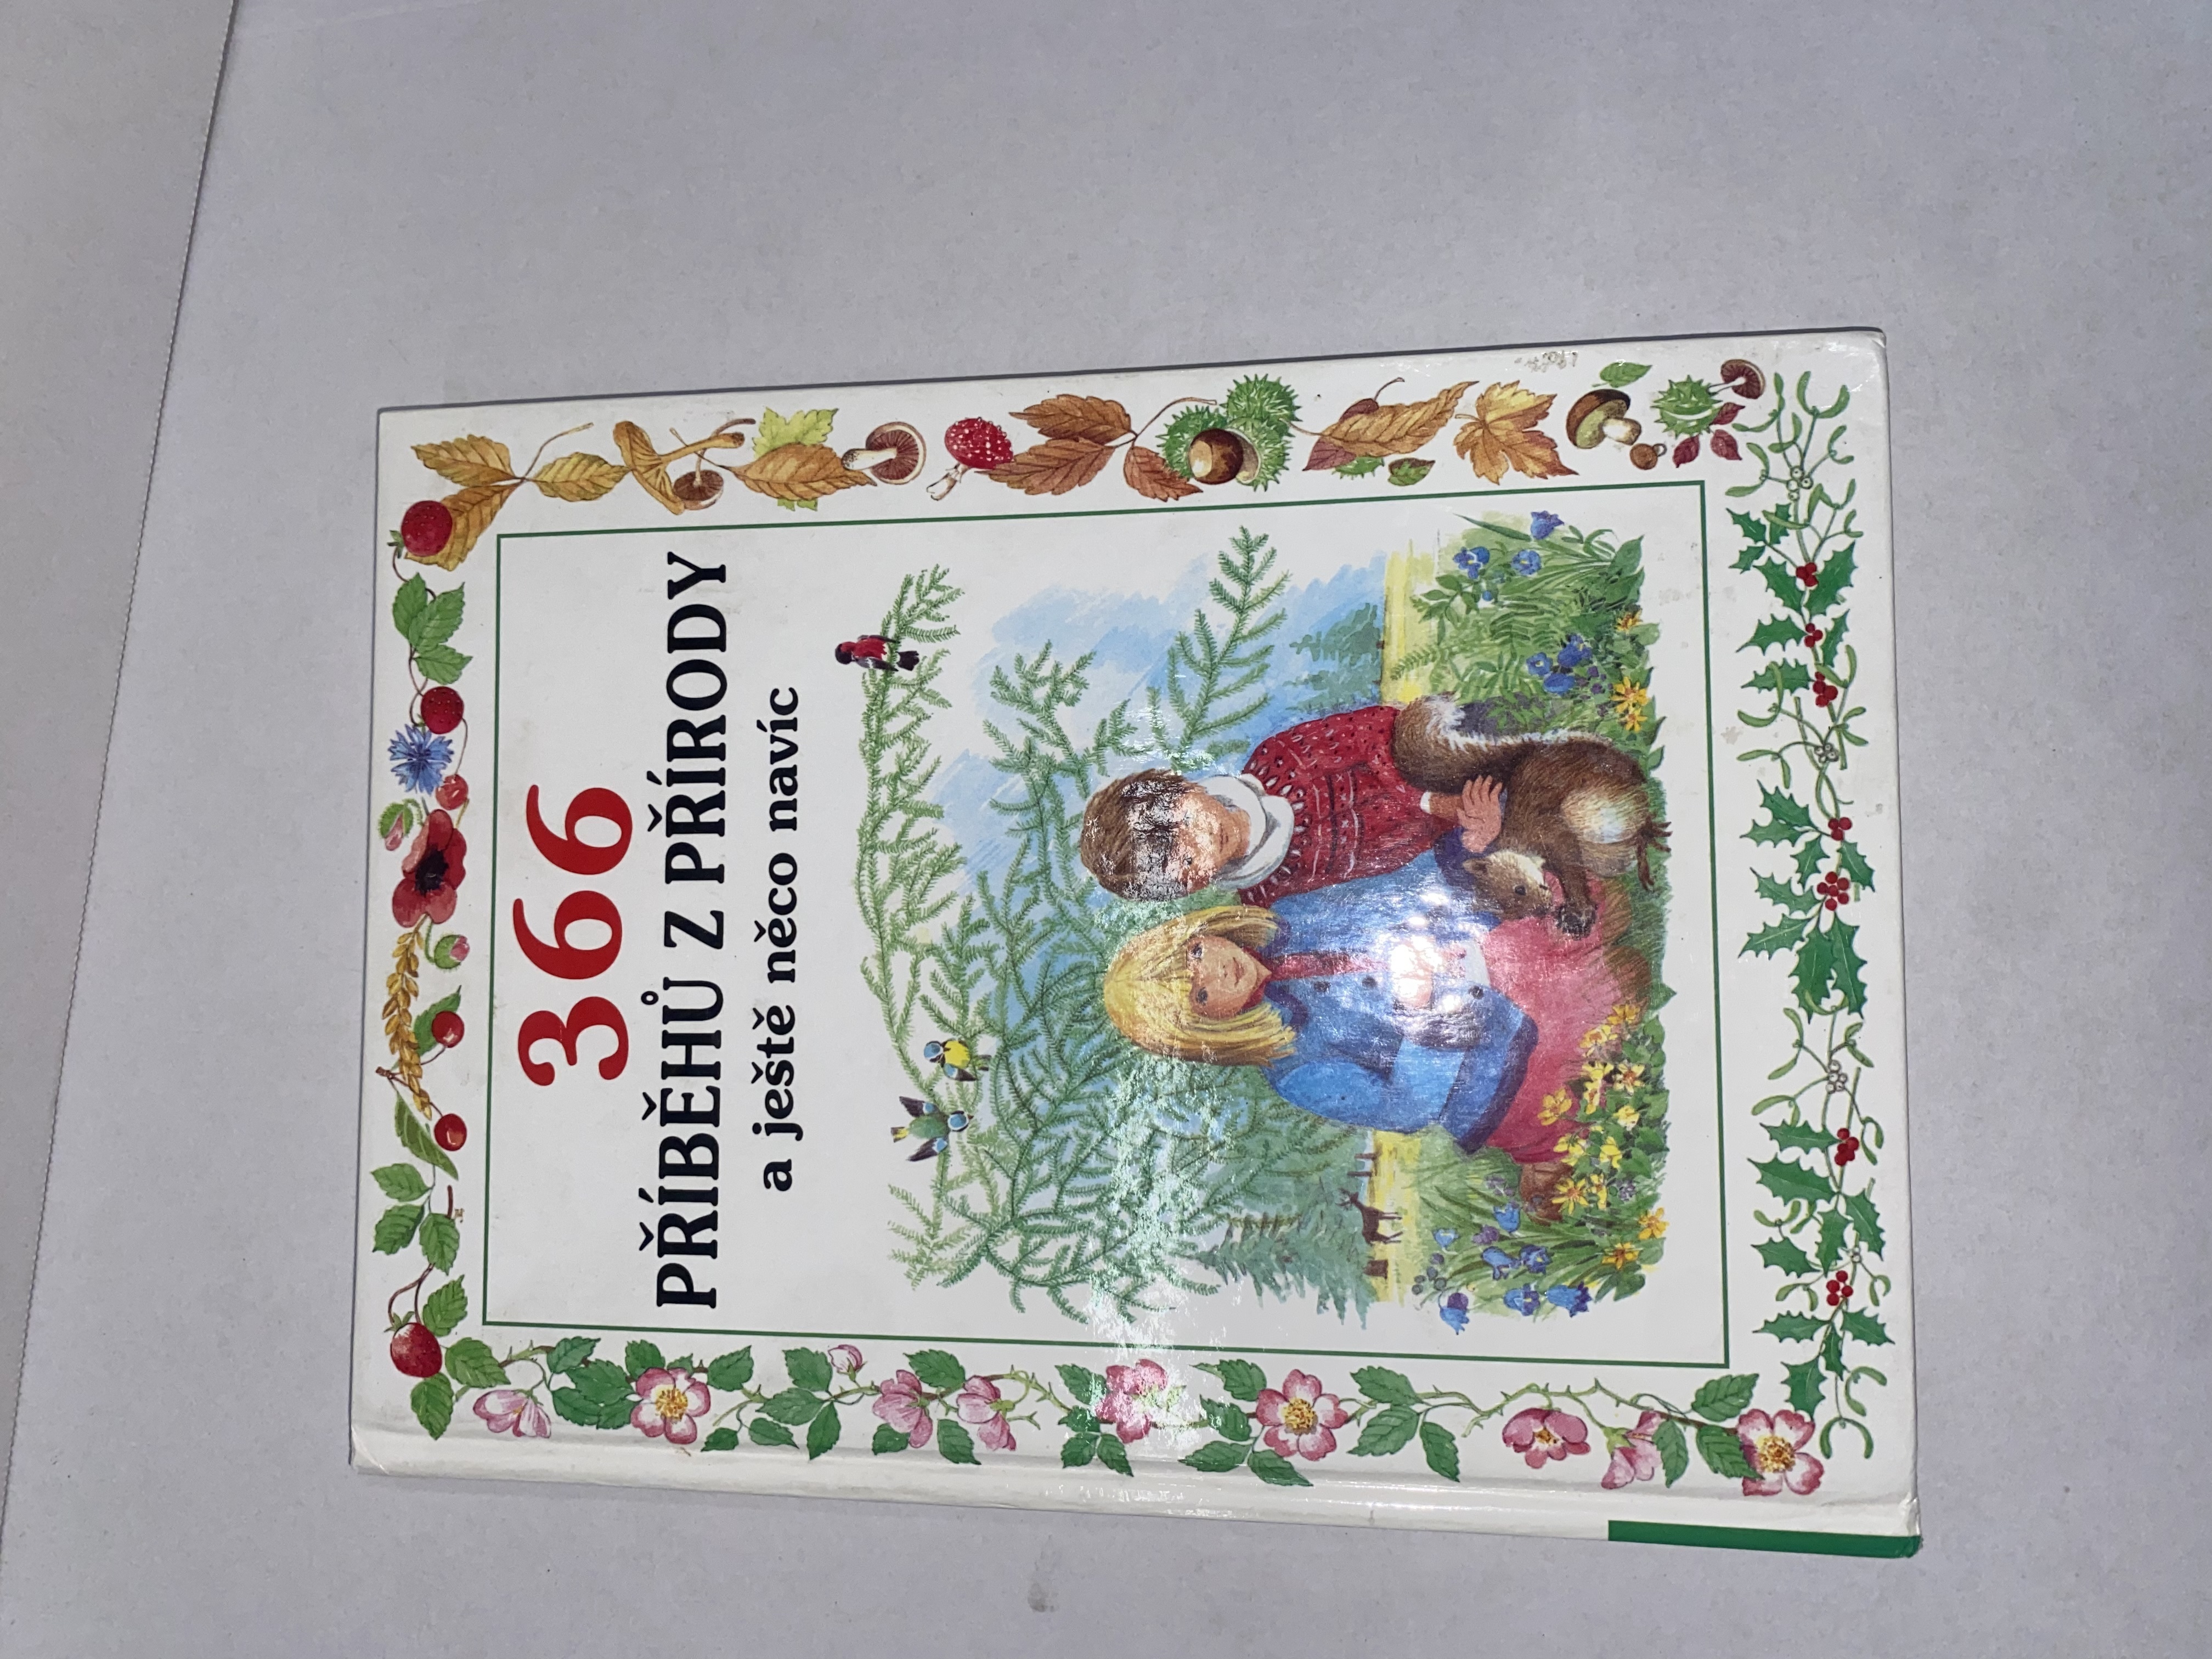 366
PŘÍBĚHŮ Z PŘÍRODY
a ještě něco navíc